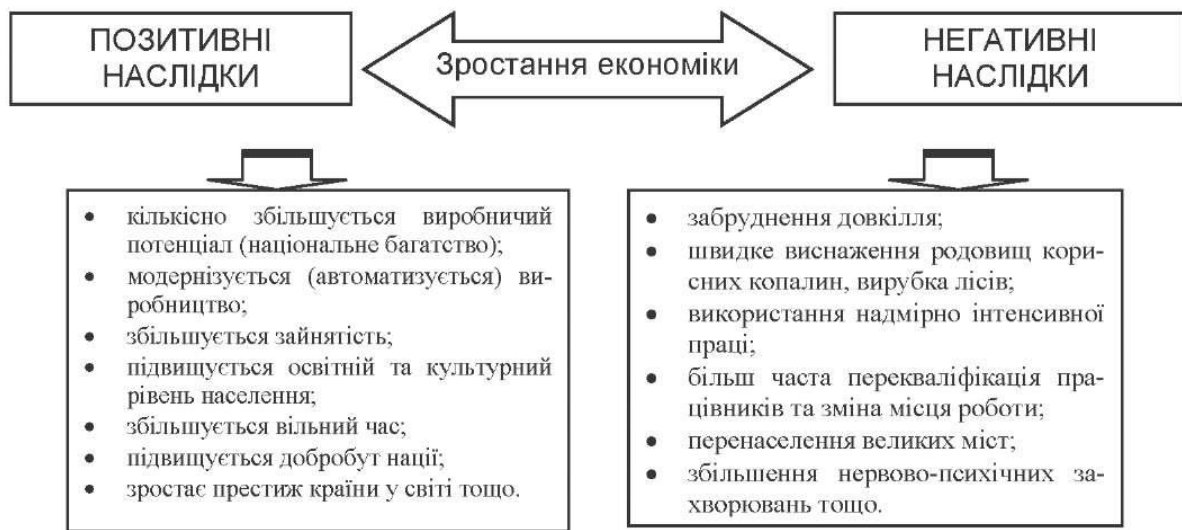 ПОЗИТИВНІ
НАСЛІДКИ
Зростання економіки
НЕГАТИВНІ
НАСЛІДКИ
• кількісно збільшується виробничий
потенціал (національне багатство);
• модернізується (автоматизується) ви-
робництво;
• збільшується зайнятість;
• підвищується освітній та культурний
рівень населення;
• збільшується вільний час;
• підвищується добробут нації;
• зростає престиж країни у світі тощо.
• забруднення довкілля;
• швидке виснаження родовищ кори-
сних копалин, вирубка лісів;
• використання надмірно інтенсивної
праці;
• більш часта перекваліфікація пра-
цівників та зміна місця роботи;
• перенаселення великих міст;
• збільшення нервово-психічних за-
хворювань тощо.